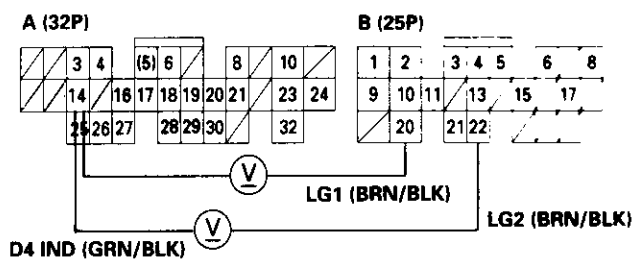 A (32P) B (25P)
3 4 (5) 6 8 10 1 2 3 4 5 6 8
14 16 17 18 19 20 21 23 24 9 10 11 13 15 17
25 26 27 28 29 30 32 20 21 22
V
LG1 (BRN/BLK)
V
LG2 (BRN/BLK)
D4 IND (GRN/BLK)